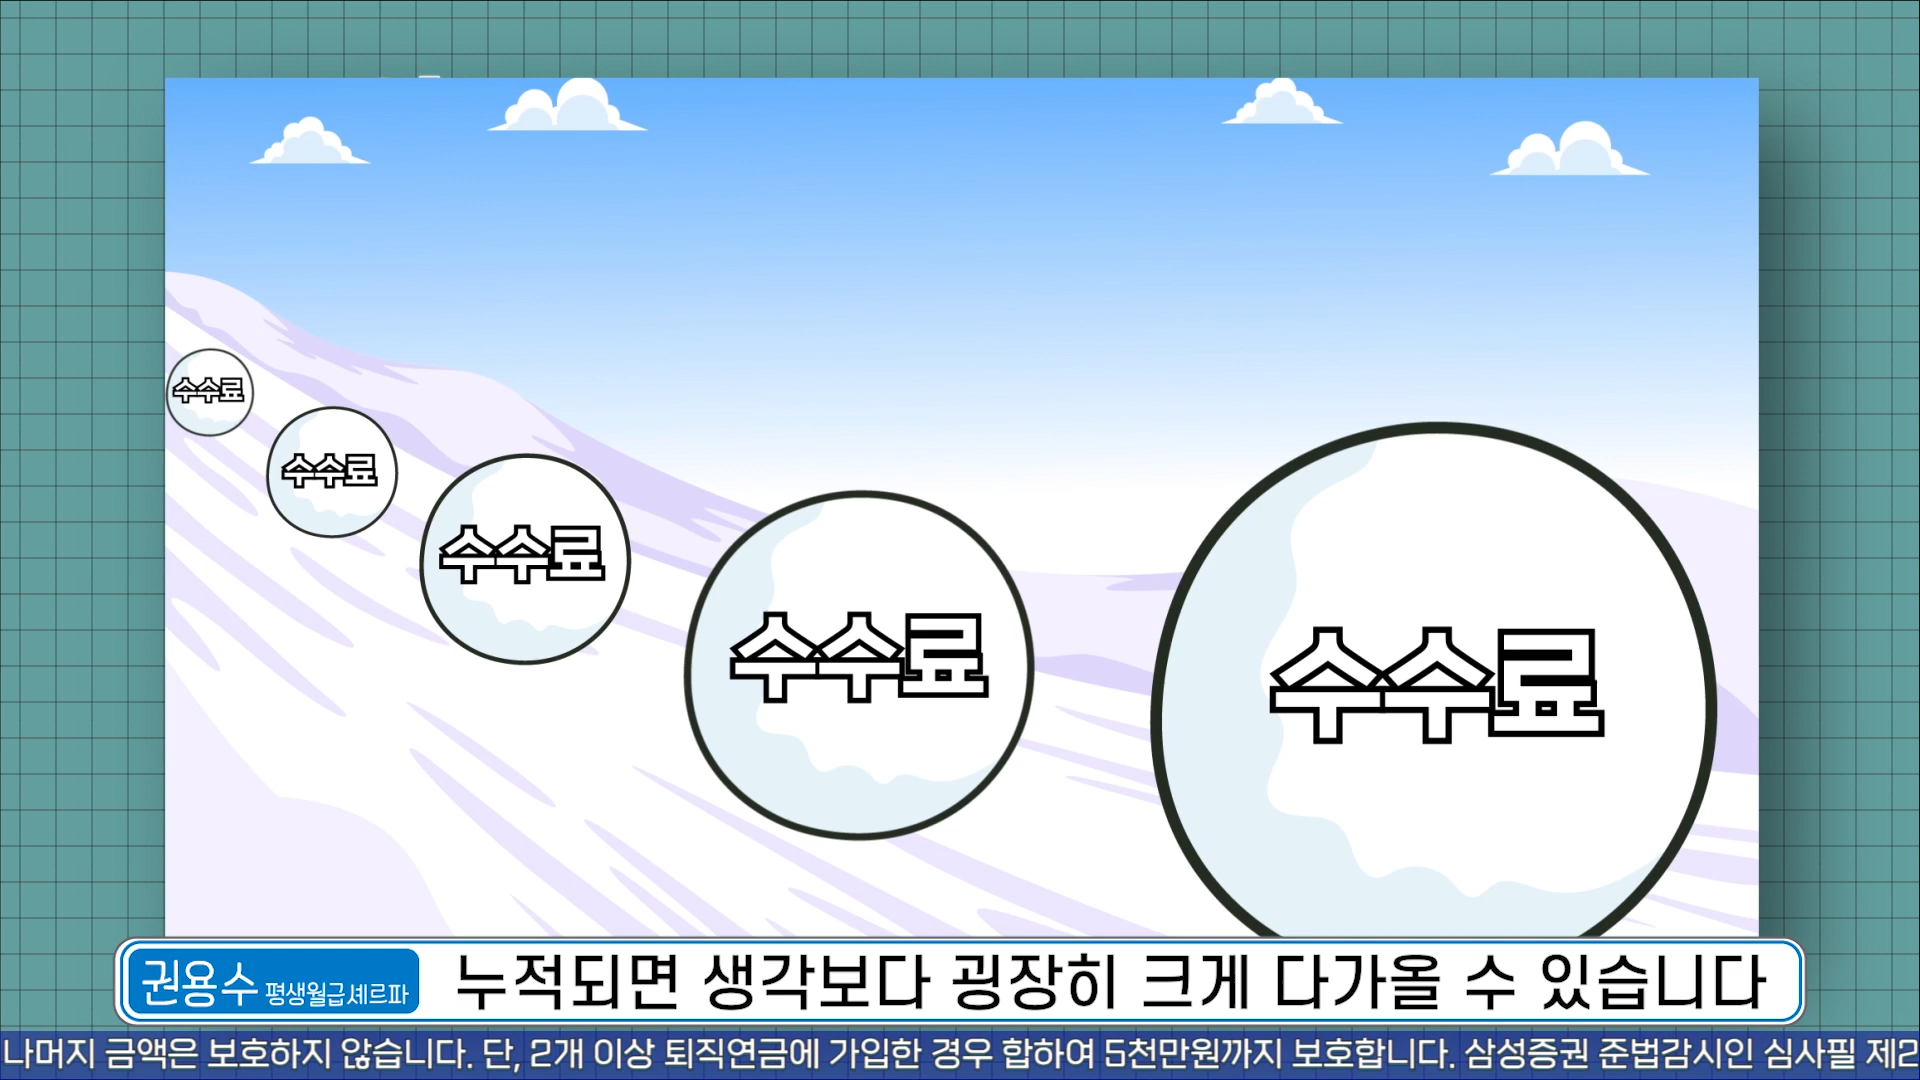 수수료
수수료
수수료
수수료
수수료
권용수 평생월급셰르파
누적되면 생각보다 굉장히 크게 다가올 수 있습니다
나머지 금액은 보호하지 않습니다. 단, 2개 이상 퇴직연금에 가입한 경우 합하여 5천만원까지 보호합니다. 삼성증권 준법감시인 심사필 제2